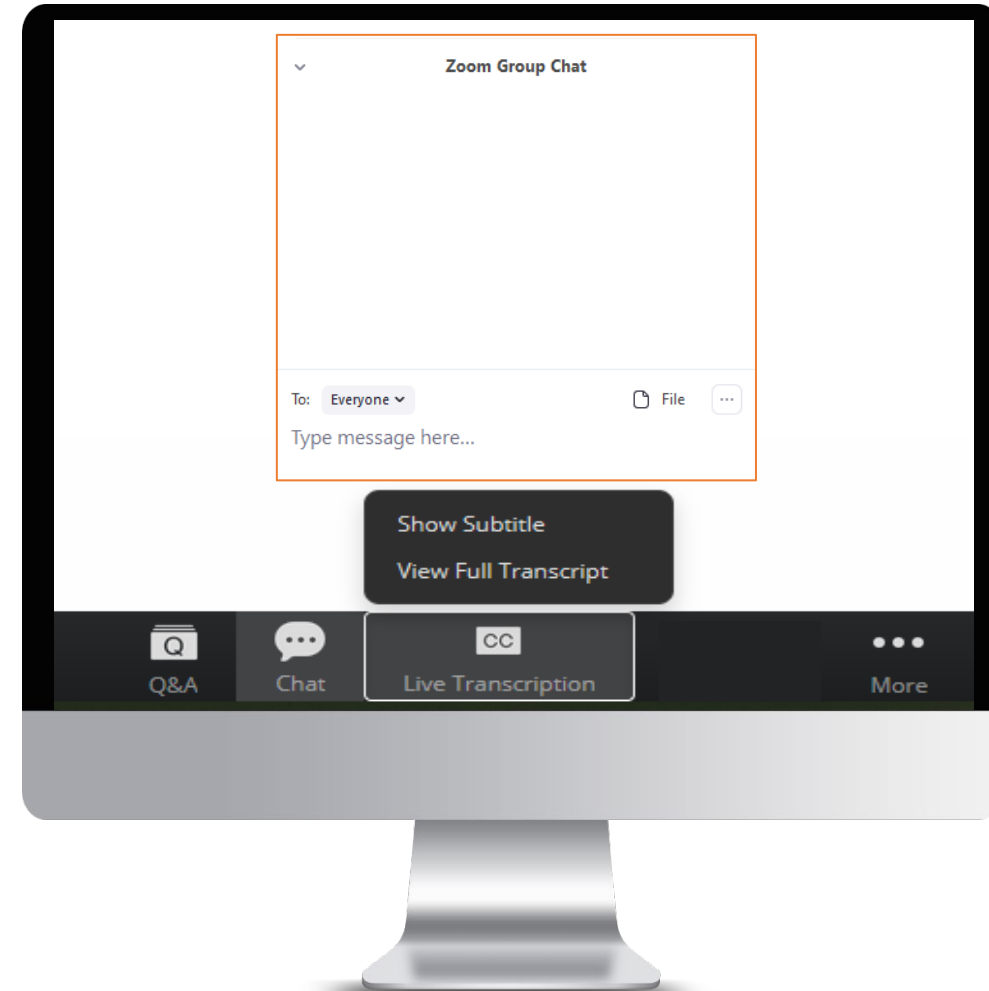 Zoom Group Chat
To: Everyone File
Type message here...
Show Subtitle
View Full Transcript
Q
CC
Q&A Chat Live Transcription More